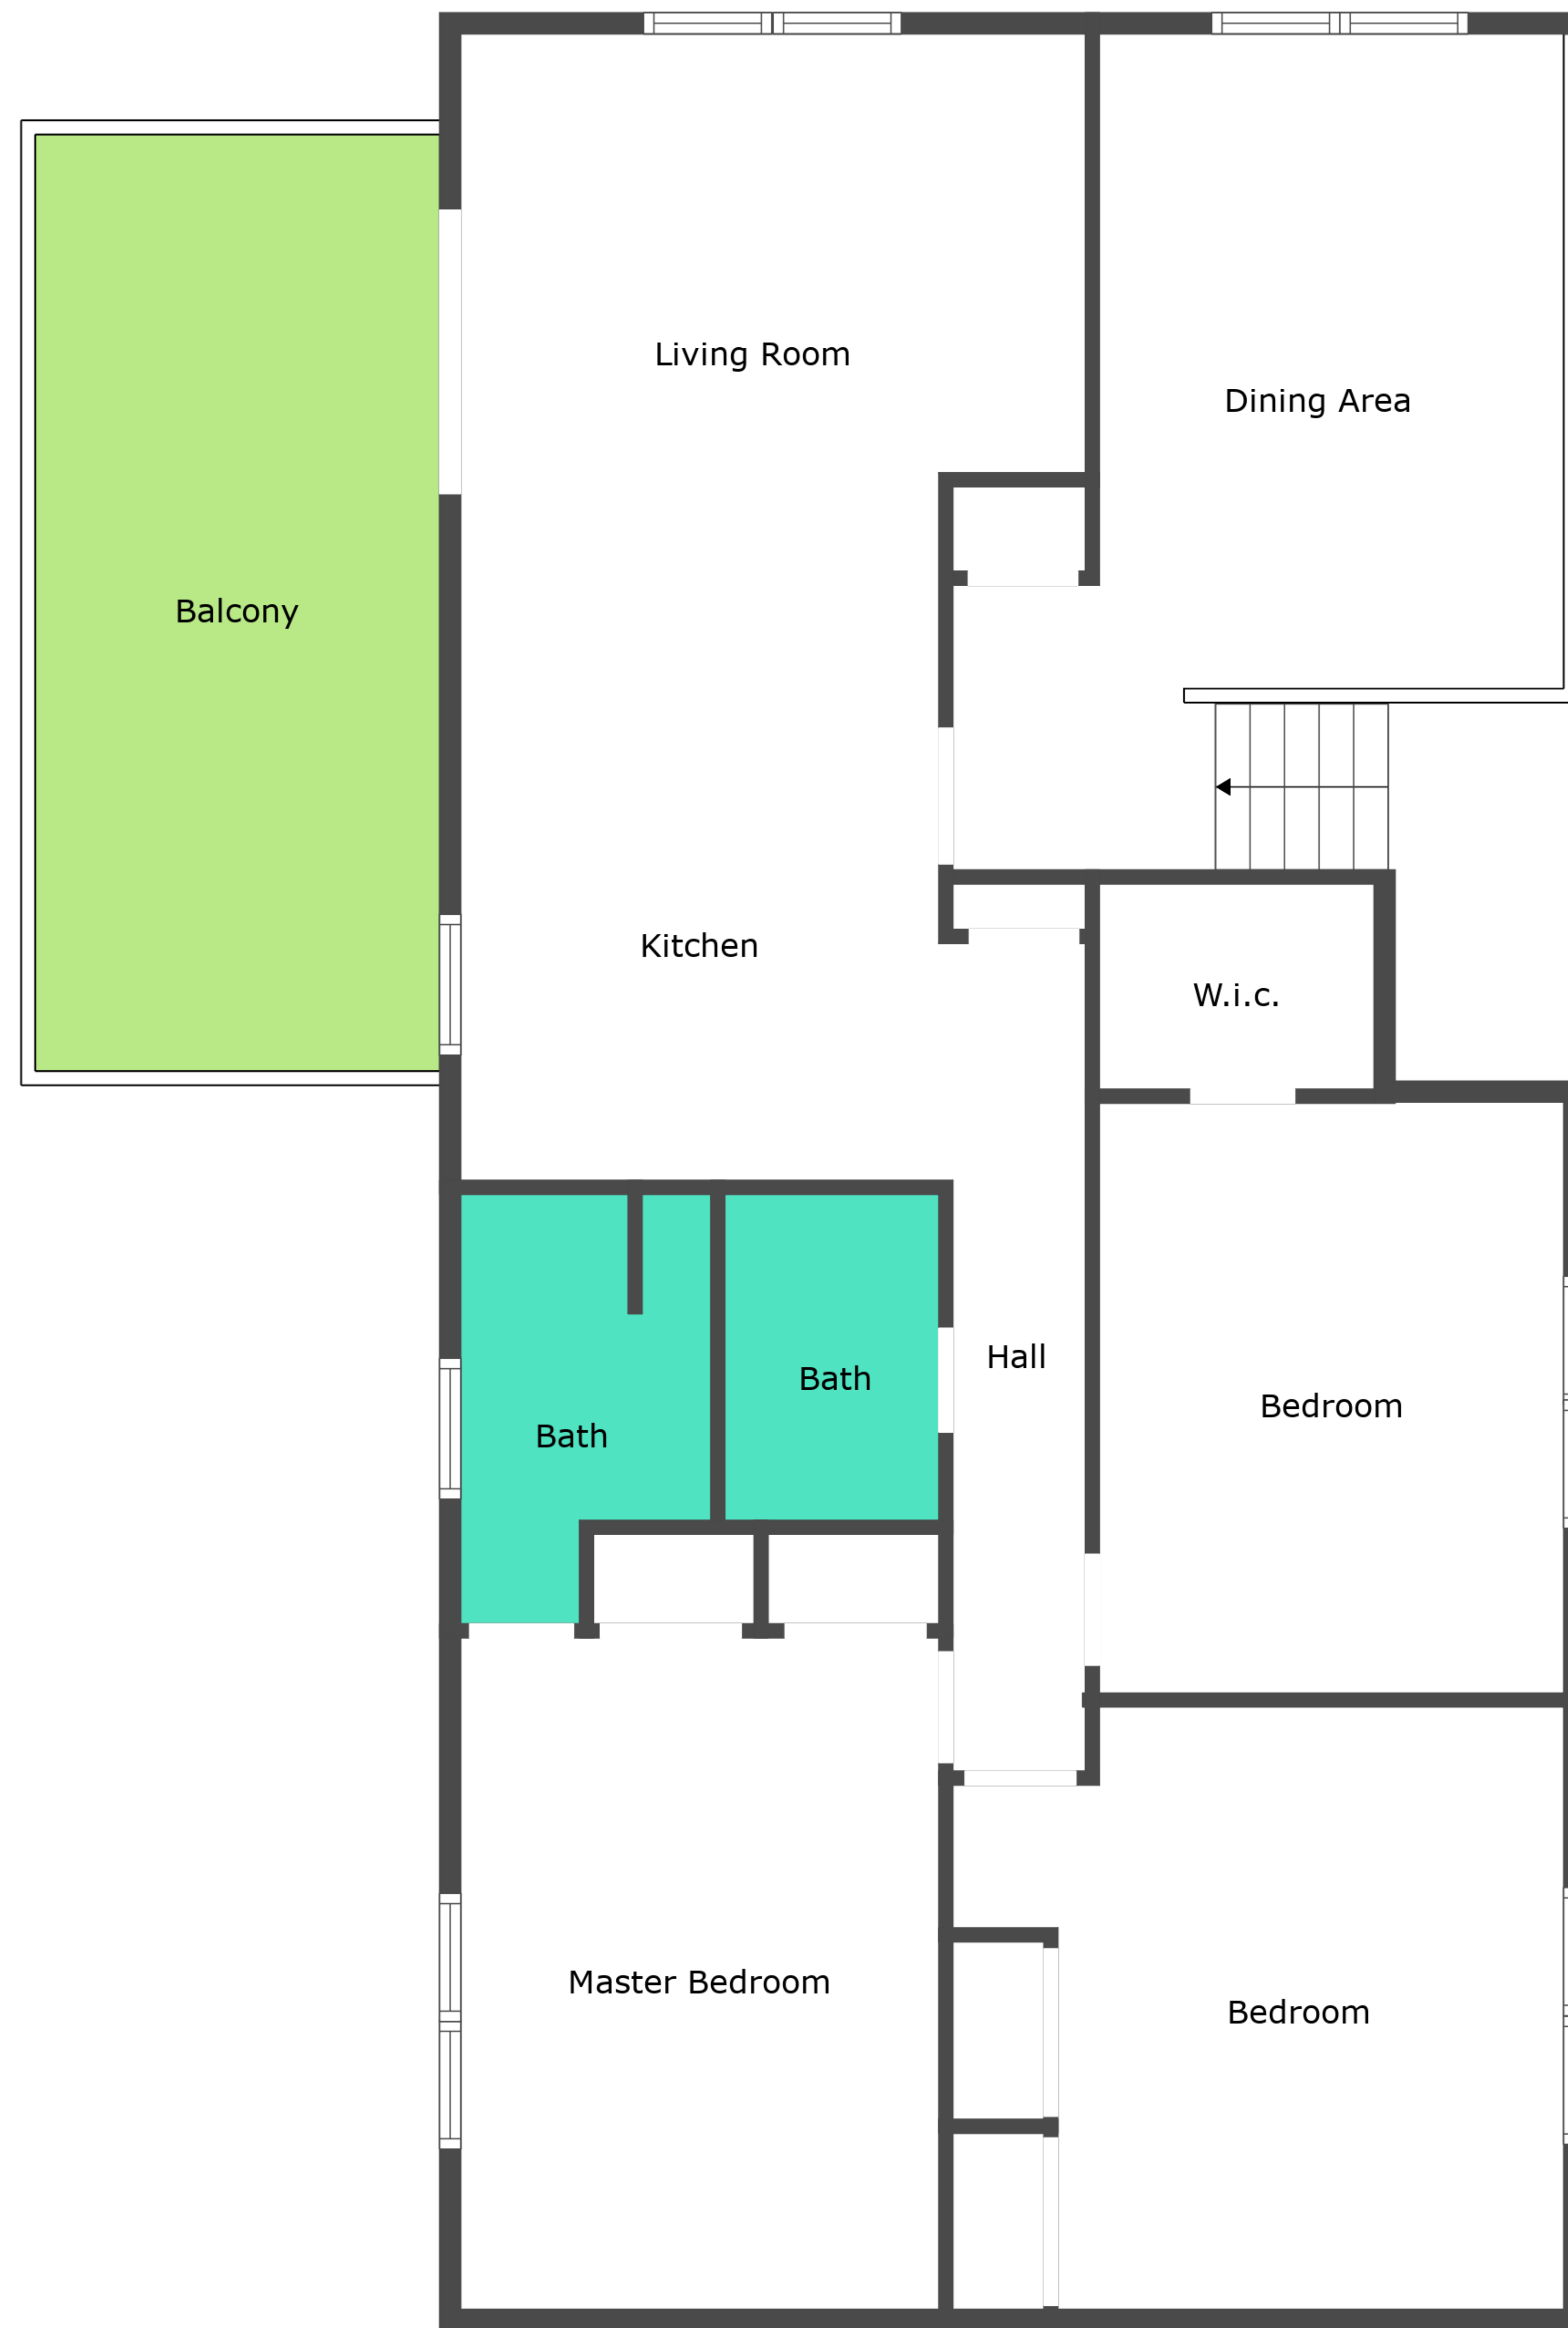 Living Room
Dining Area
Balcony
Kitchen
W.i.c.
Hall
Bath
Bedroom
Bath
Master Bedroom
Bedroom